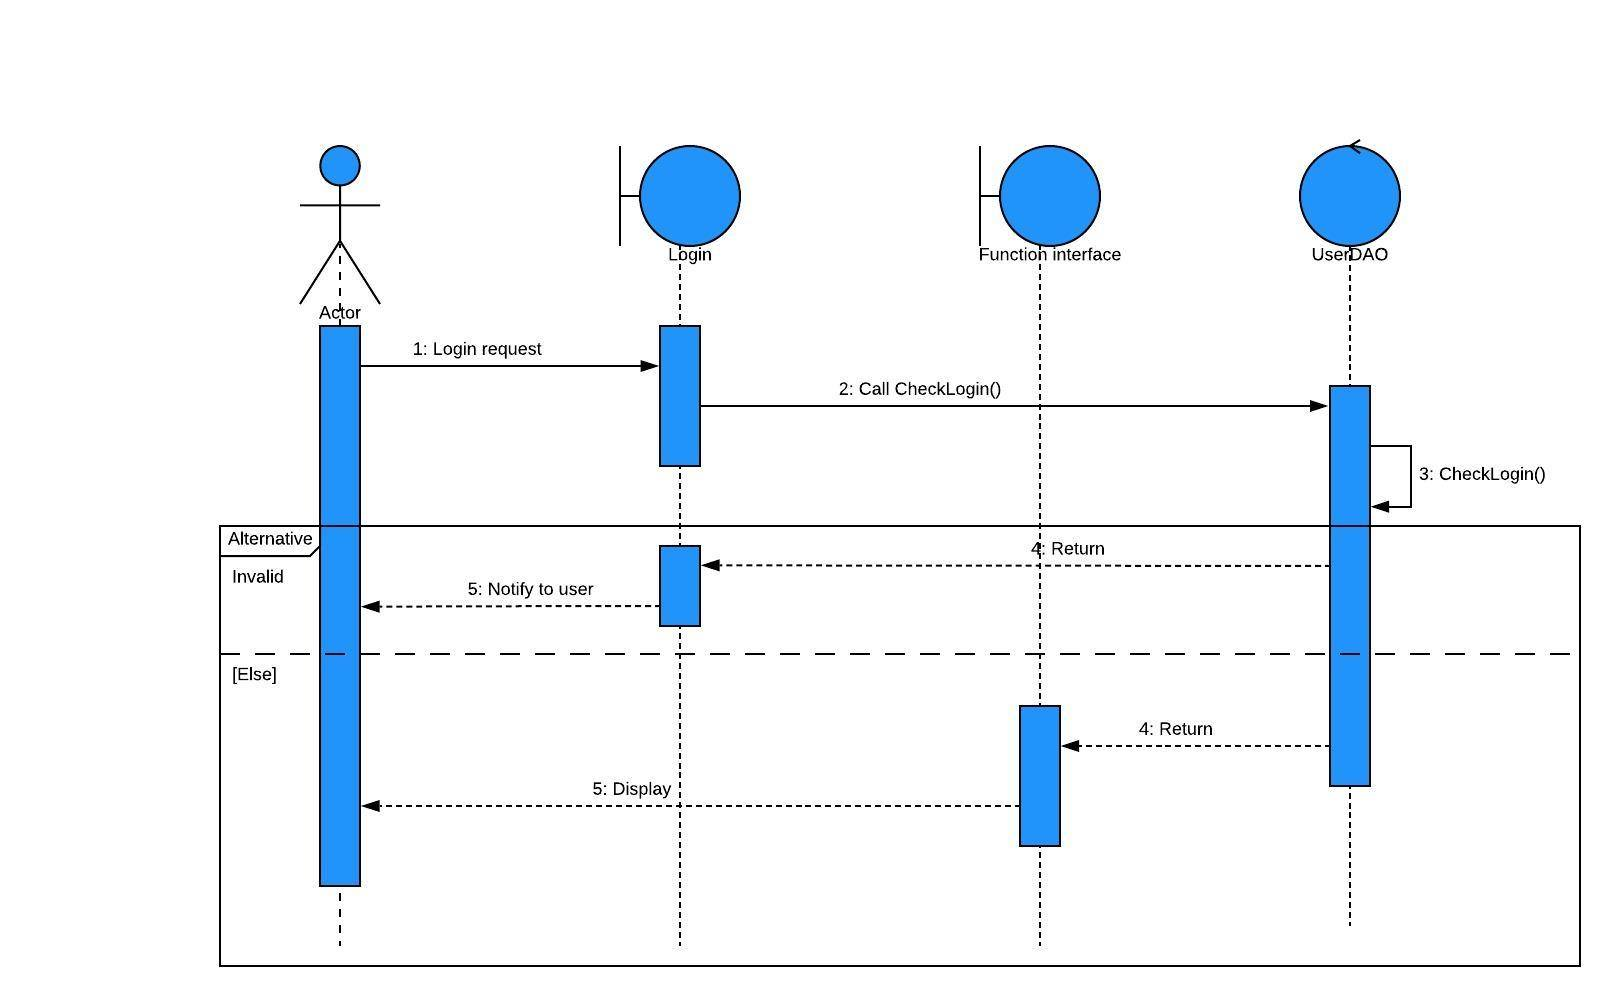 Login
Function interface
UserDAO
Actor
1: Login request
2: Call CheckLogin()
3: CheckLogin()
Alternative
4: Return
Invalid
5: Notify to user
[Else]
4: Return
5: Display